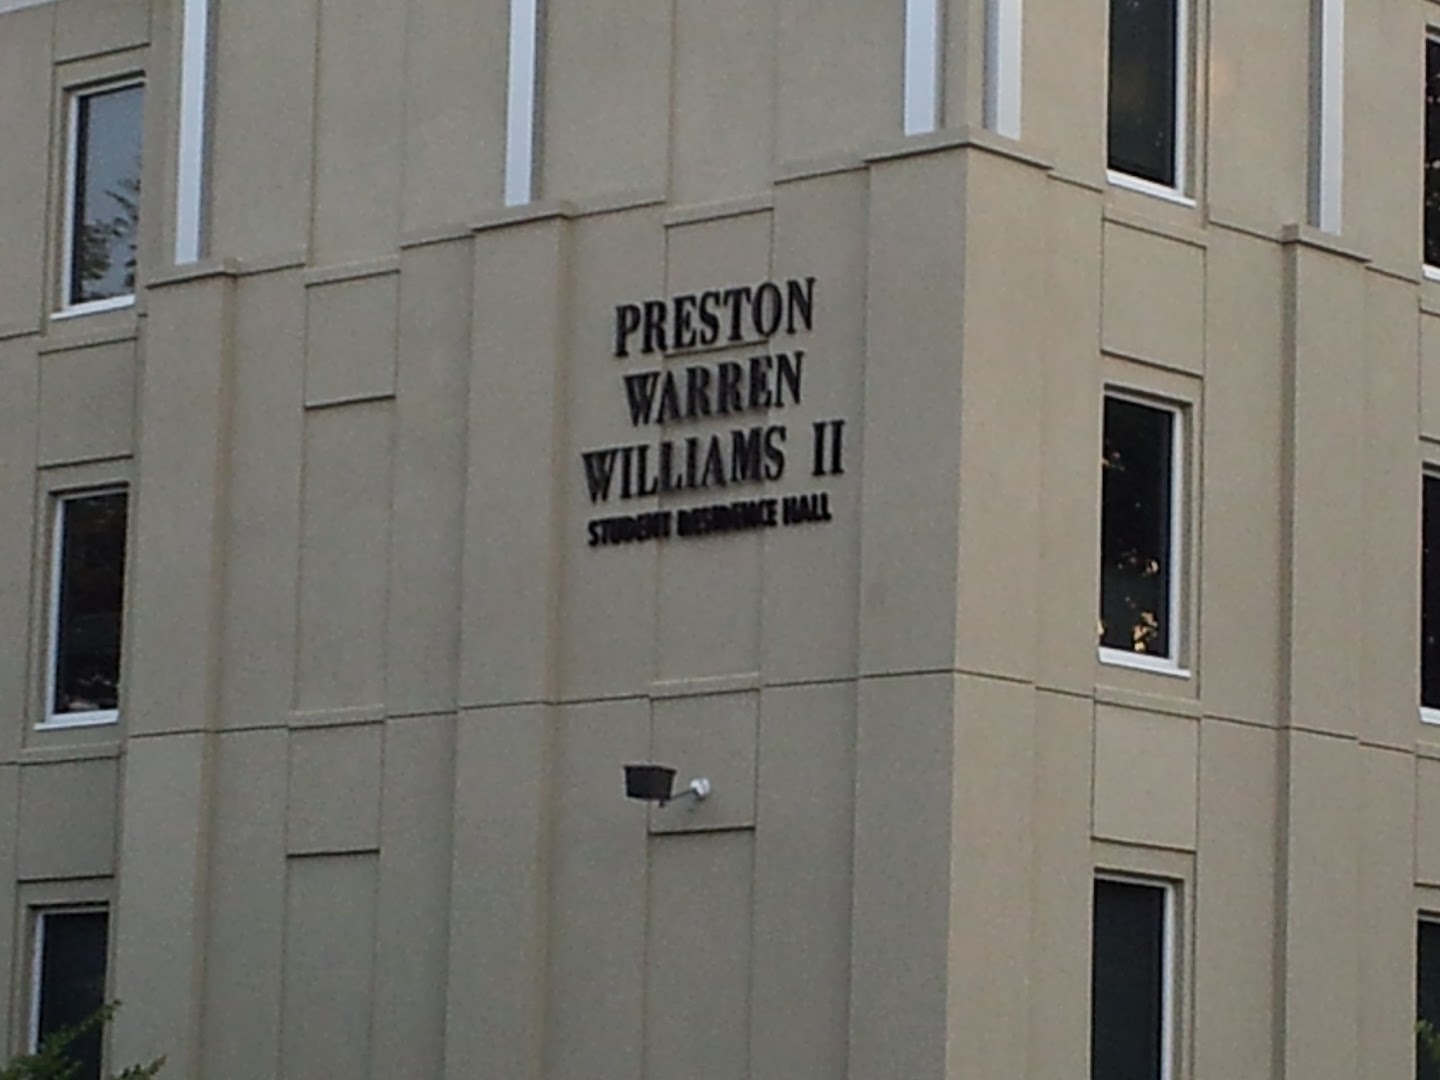 PRESTON
WARREN
WILLIAMS II
STUDENT RESIDENCE HALL